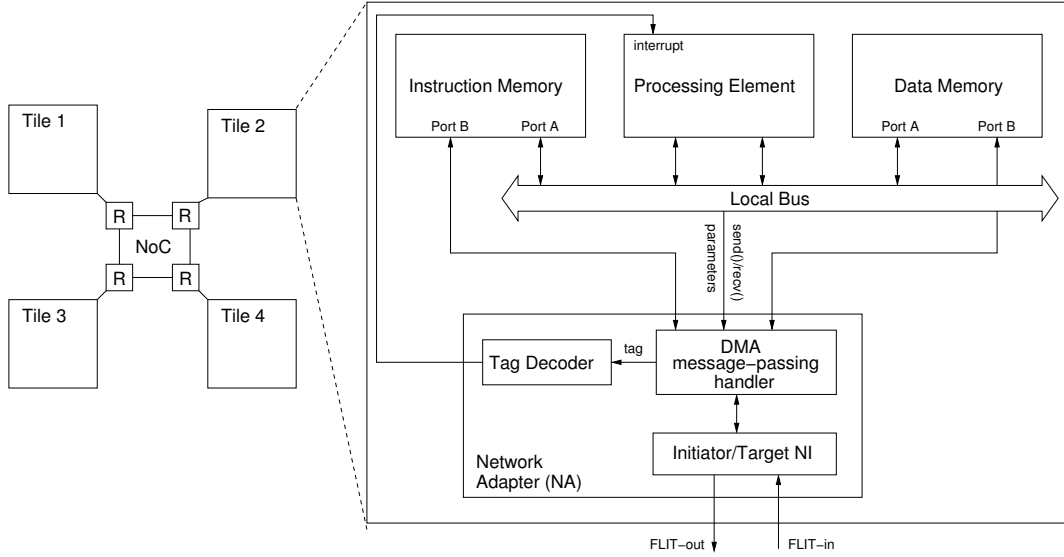 Tile 1
Tile 2
R
R
NoC
R
R
Tile 3
Tile 4
interrupt
Instruction Memory
Processing Element
Data Memory
Port B
Port A
Port A
Port B
Local Bus
send()/recv()
parameters
DMA
message−passing
handler
tag
Tag Decoder
Initiator/Target NI
Network
Adapter (NA)
FLIT−out
FLIT−in